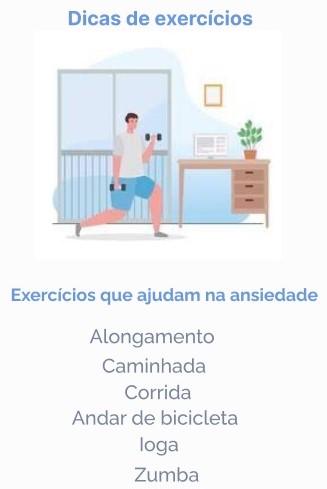 Dicas de exercícios
Exercícios que ajudam na ansiedade
Alongamento
Caminhada
Corrida
Andar de bicicleta
Ioga
Zumba